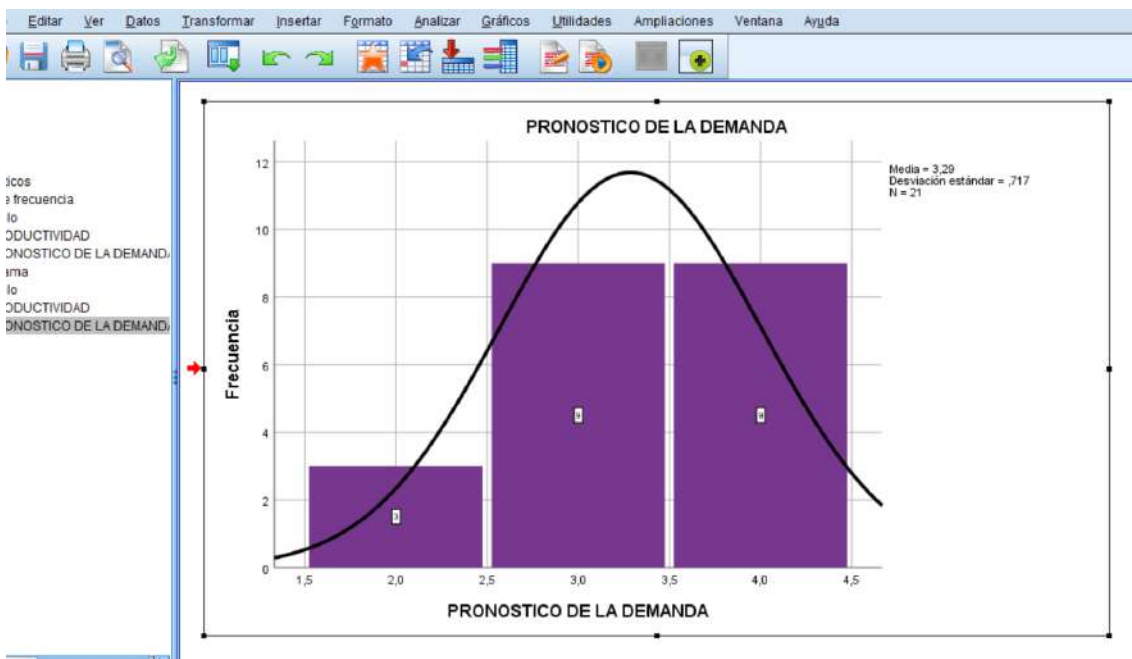 Editar Ver Datos Transformar Insertar Formato Analizar Gráficos Utilidades Ampliaciones Ventana Ayuda
icos
e frecuencia
lo
ODUCTIVIDAD
ONOSTICO DE LA DEMANDA
ama
lo
ODUCTIVIDAD
ONOSTICO DE LA DEMANDA
PRONOSTICO DE LA DEMANDA
Media = 3,29
Desviación estándar = ,717
N = 21
Frecuencia
12
10
8
6
4
2
0
9
9
3
1,5 2,0 2,5 3,0 3,5 4,0 4,5
PRONOSTICO DE LA DEMANDA